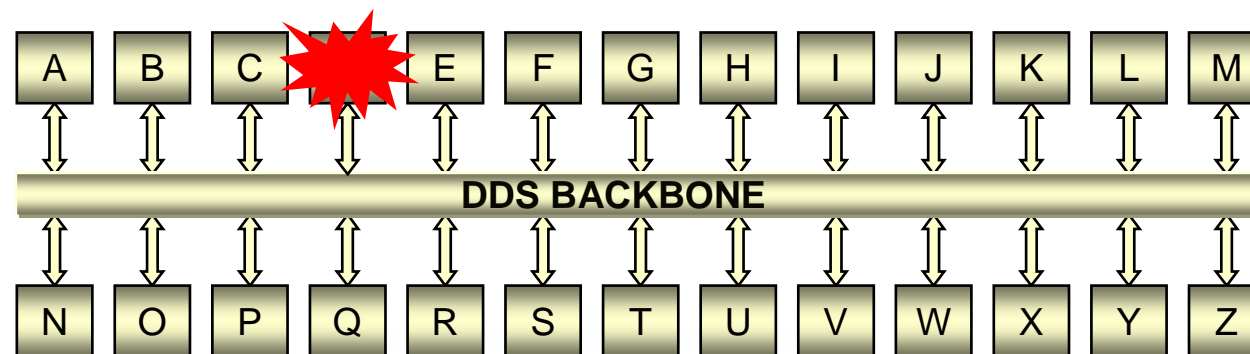 A B C E F G H I J K L M
DDS BACKBONE
N O P Q R S T U V W X Y Z